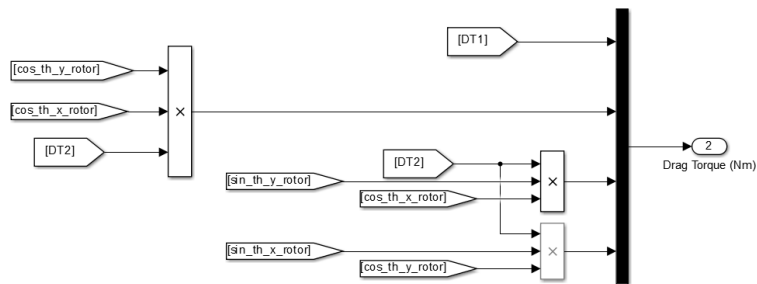 [DT1]
[cos_th_y_rotor]
[cos_th_x_rotor]
×
[DT2]
2
Drag Torque (Nm)
[DT2]
[sin_th_y_rotor]
×
[cos_th_x_rotor]
[sin_th_x_rotor]
×
[cos_th_y_rotor]